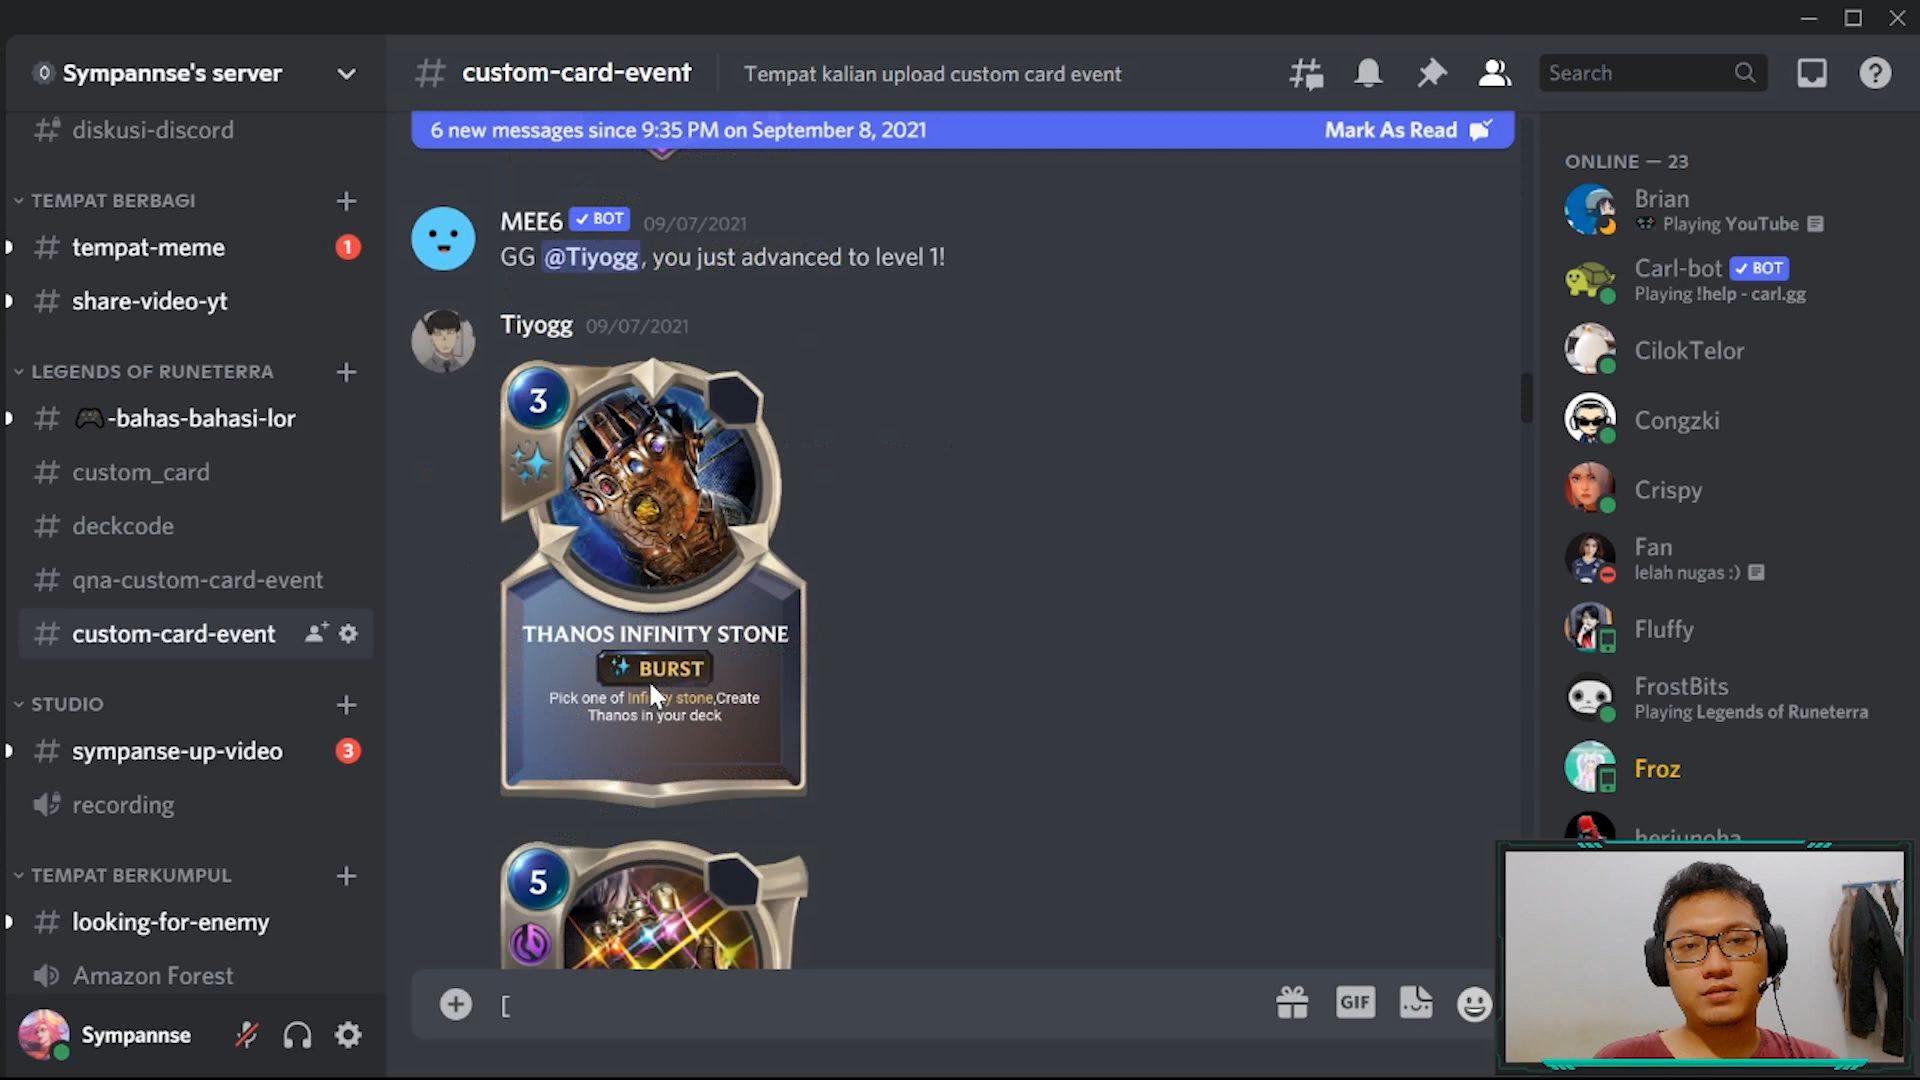 Sympannse's server
diskusi-discord
TEMPAT BERBAGI
tempat-meme
1
share-video-yt
LEGENDS OF RUNETERRA
-bahas-bahasi-lor
custom_card
deckcode
qna-custom-card-event
custom-card-event
STUDIO
sympanse-up-video
3
recording
TEMPAT BERKUMPUL
looking-for-enemy
Amazon Forest
Sympannse
custom-card-event
Tempat kalian upload custom card event
Search
6 new messages since 9:35 PM on September 8, 2021
Mark As Read
MEE6 BOT 09/07/2021
GG @Tiyogg, you just advanced to level 1!
Tiyogg 09/07/2021
3
THANOS INFINITY STONE
BURST
Pick one of Infinity stone,Create
Thanos in your deck
5
[
GIF
ONLINE — 23
Brian
Playing YouTube
Carl-bot BOT
Playing !help - carl.gg
CilokTelor
Congzki
Crispy
Fan
lelah nugas :)
Fluffy
FrostBits
Playing Legends of Runeterra
Froz